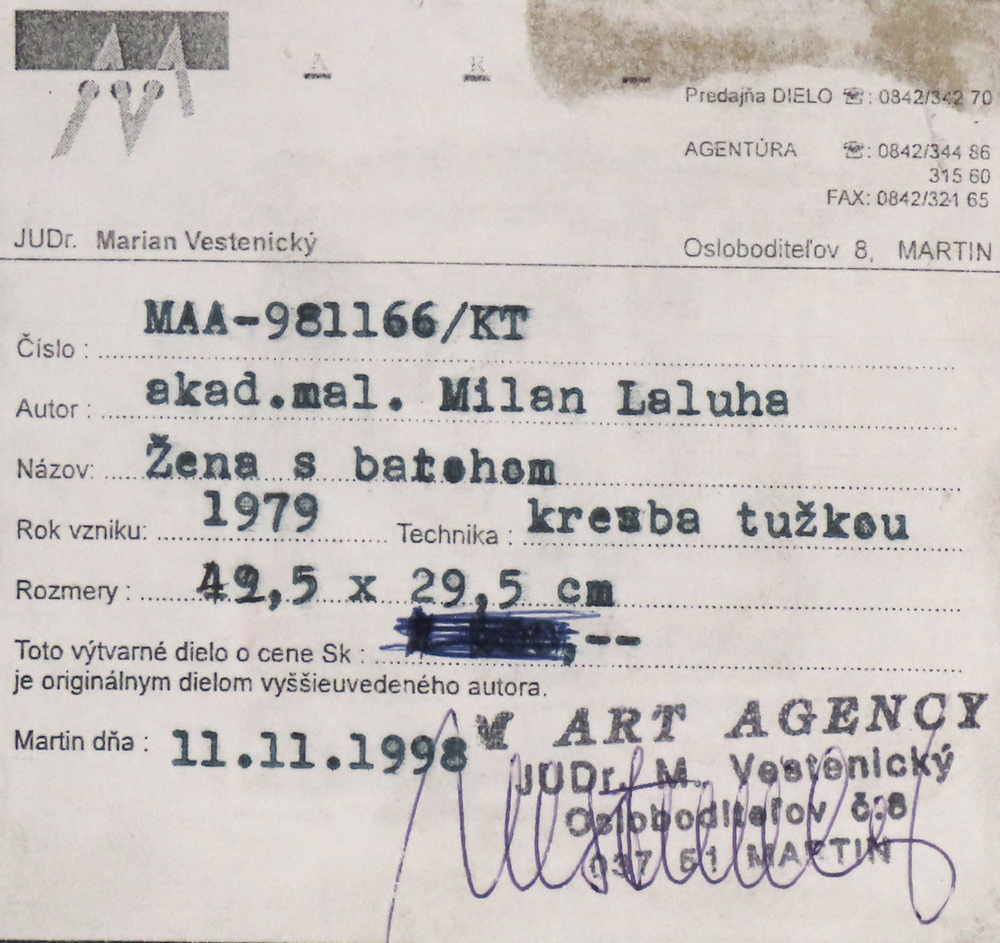 A R
Predajňa DIELO ☏: 0842/342 70
AGENTÚRA ☏: 0842/344 86
315 60
FAX: 0842/321 65
JUDr. Marian Vestenický
Osloboditeľov 8, MARTIN
Číslo : MAA-981166/KT
Autor : akad.mal. Milan Laluha
Názov: Žena s batohom
Rok vzniku: 1979 Technika : kresba tužkou
Rozmery : 42,5 x 29,5 cm
Toto výtvarné dielo o cene Sk : ,--
je originálnym dielom vyššieuvedeného autora.
Martin dňa : 11.11.1998
M ART AGENCY
JUDr. M. Vestenický
Osloboditeľov č.8
037 51 MARTIN